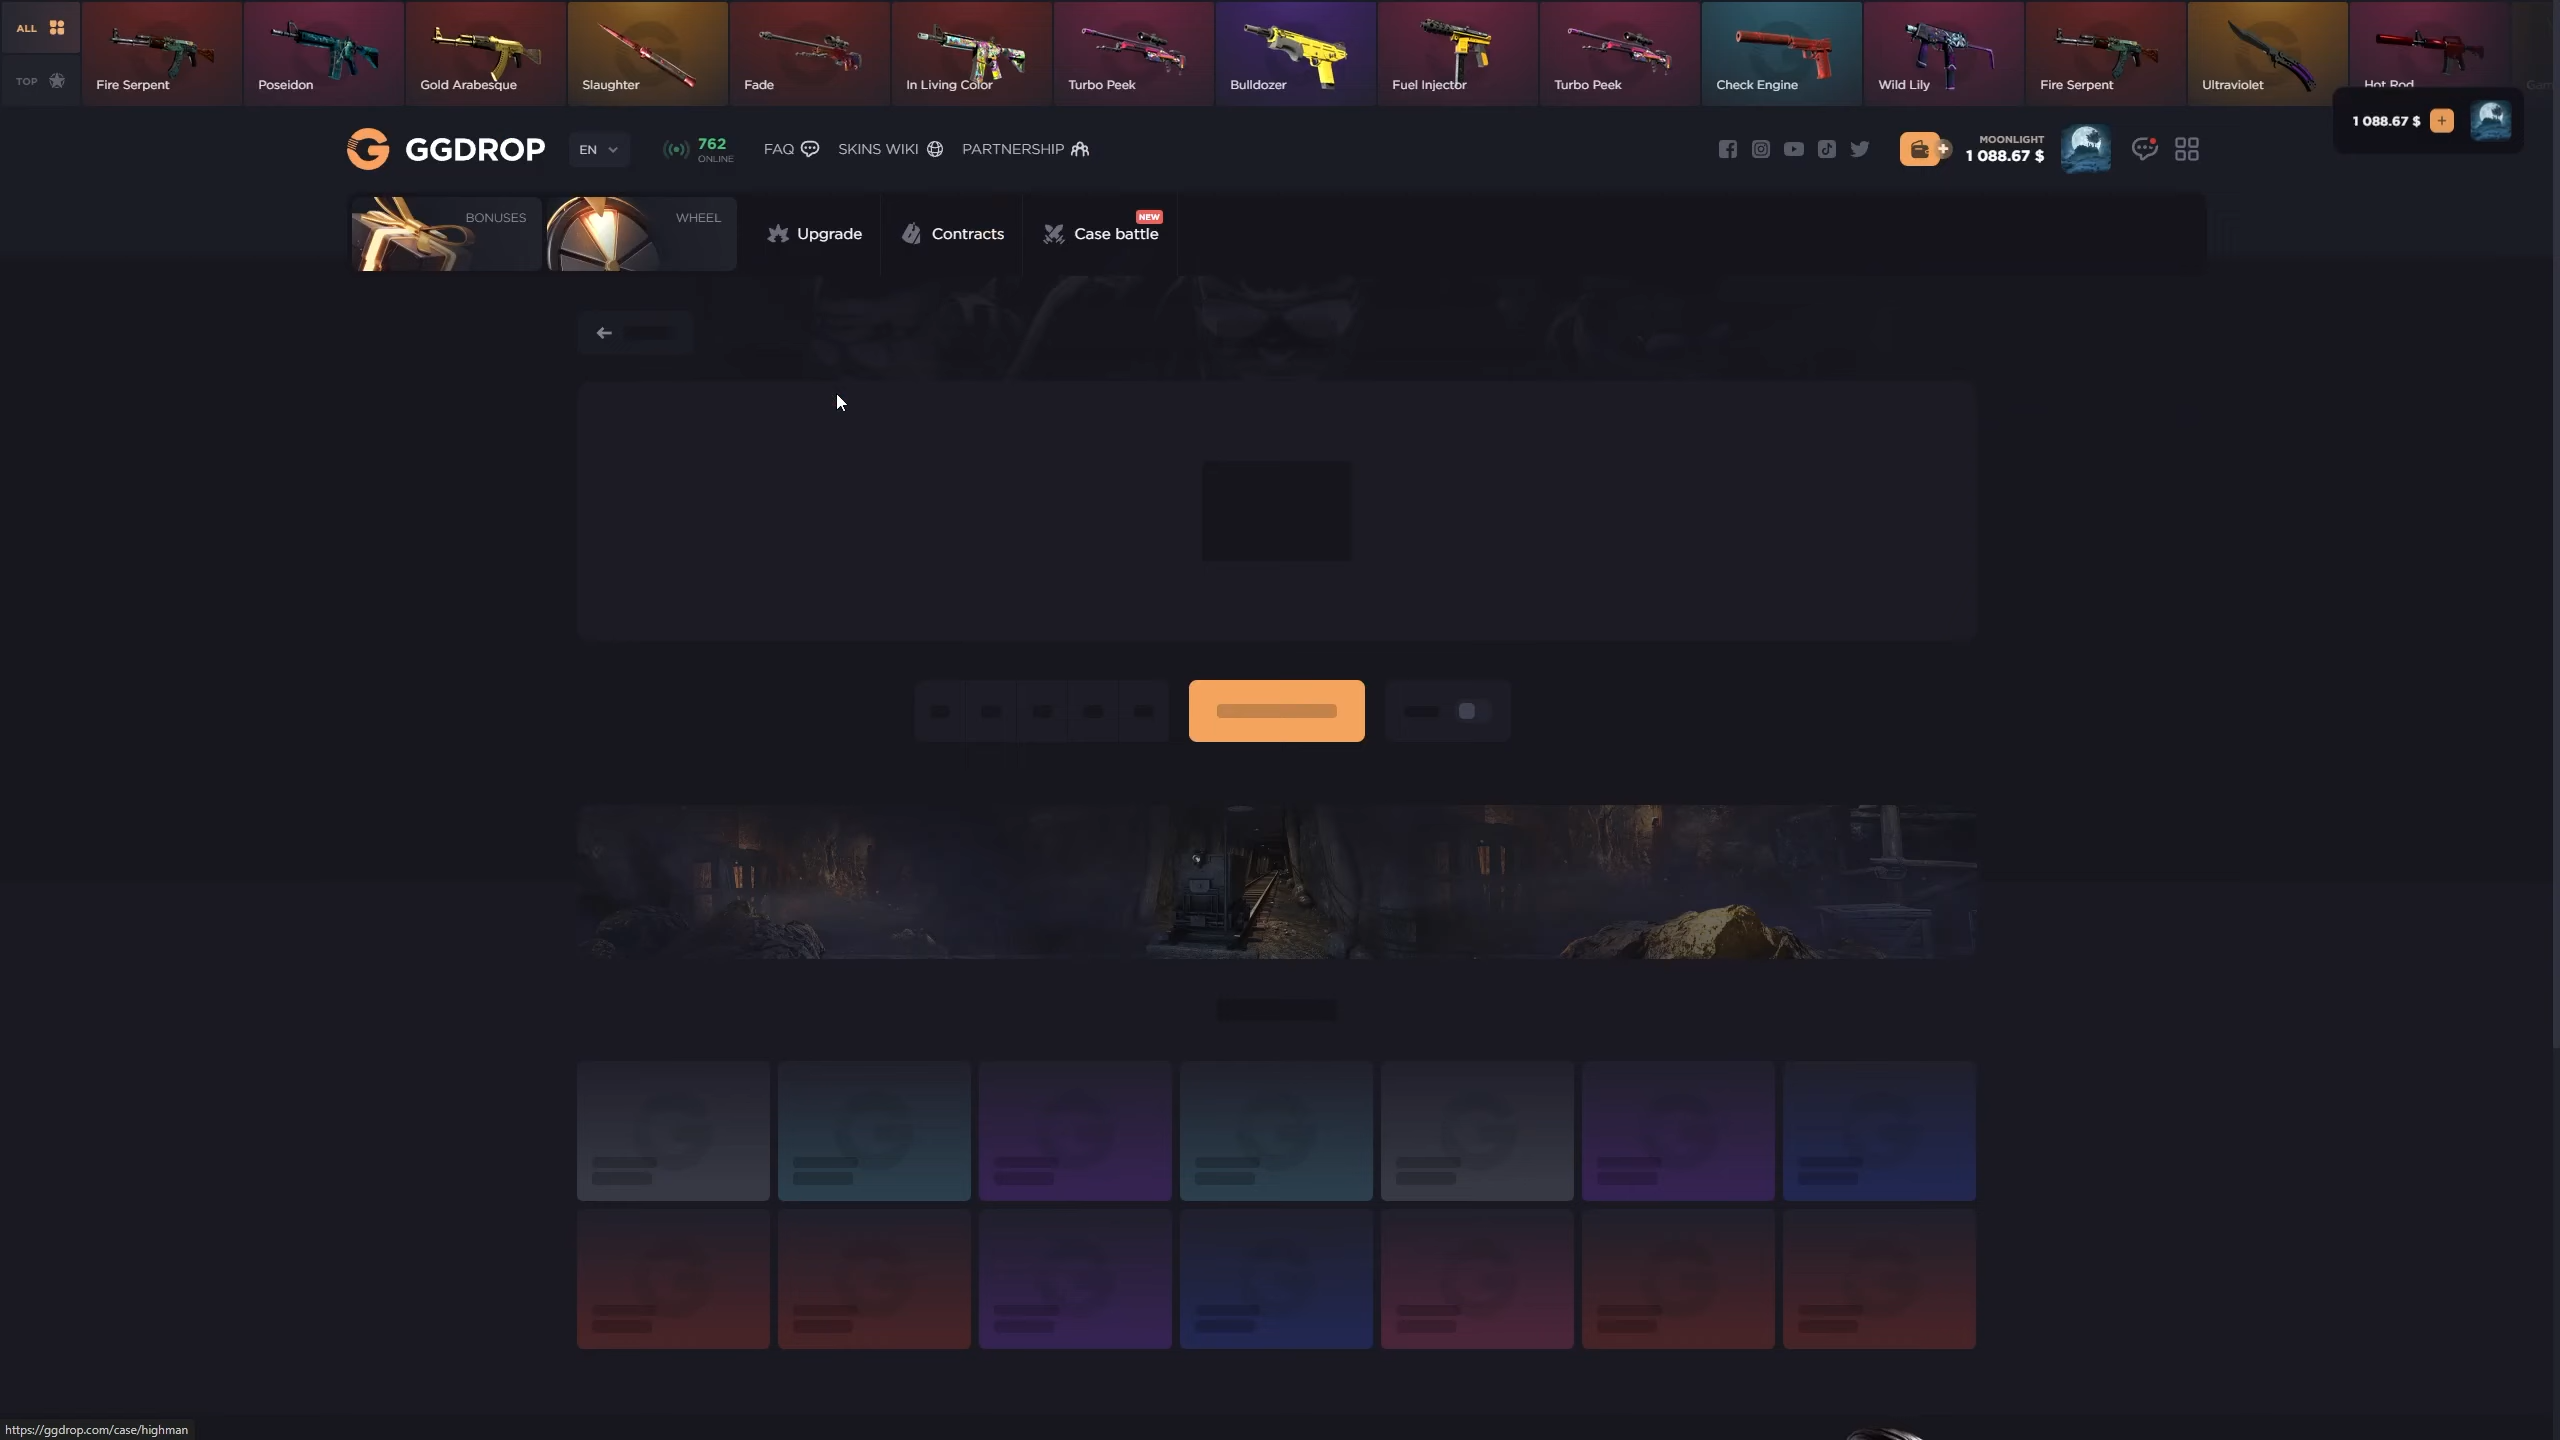 ALL
TOP
Fire Serpent
Poseidon
Gold Arabesque
Slaughter
Fade
In Living Color
Turbo Peek
Bulldozer
Fuel Injector
Turbo Peek
Check Engine
Wild Lily
Fire Serpent
Ultraviolet
Hot Rod
GGDROP
EN
762
ONLINE
FAQ
SKINS WIKI
PARTNERSHIP
MOONLIGHT
1 088.67 $
1 088.67 $
BONUSES
WHEEL
Upgrade
Contracts
NEW
Case battle
https://ggdrop.com/case/highman